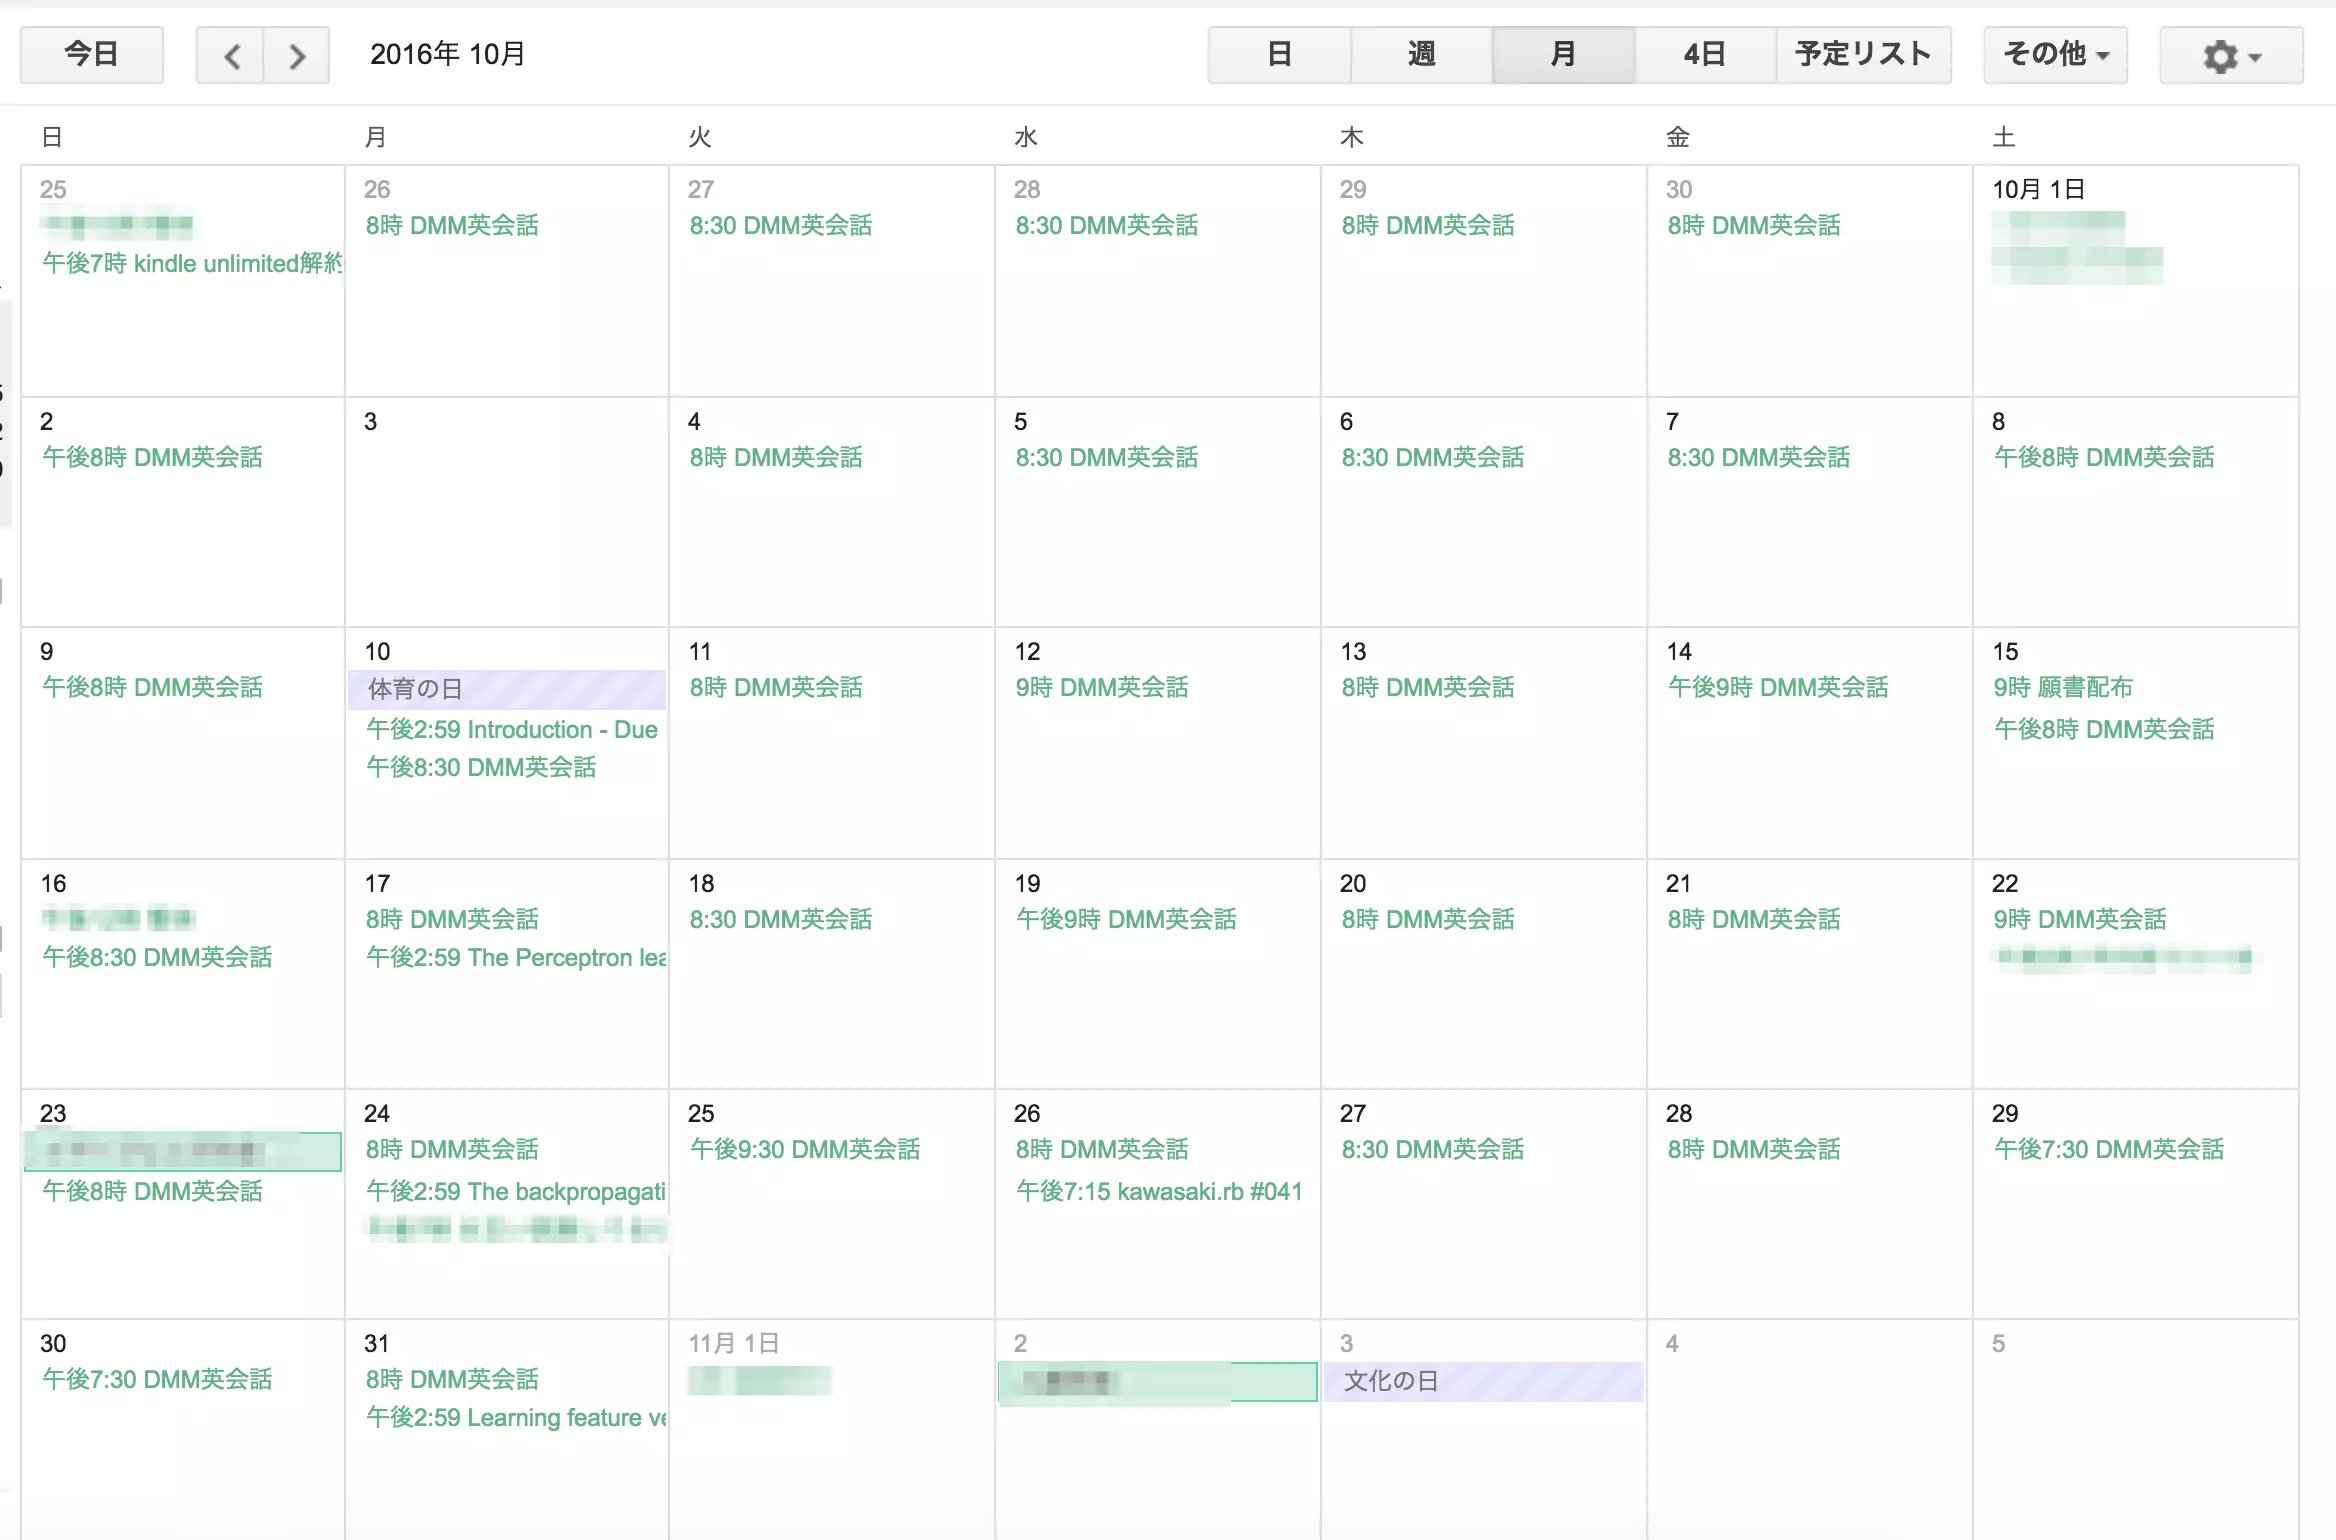 今日
2016年 10月
日
週
月
4日
予定リスト
その他
日
月
火
水
木
金
土
25
午後7時 kindle unlimited解約
26
8時 DMM英会話
27
8:30 DMM英会話
28
8:30 DMM英会話
29
8時 DMM英会話
30
8時 DMM英会話
10月 1日
2
午後8時 DMM英会話
3
4
8時 DMM英会話
5
8:30 DMM英会話
6
8:30 DMM英会話
7
8:30 DMM英会話
8
午後8時 DMM英会話
9
午後8時 DMM英会話
10
体育の日
午後2:59 Introduction - Due
午後8:30 DMM英会話
11
8時 DMM英会話
12
9時 DMM英会話
13
8時 DMM英会話
14
午後9時 DMM英会話
15
9時 願書配布
午後8時 DMM英会話
16
午後8:30 DMM英会話
17
8時 DMM英会話
午後2:59 The Perceptron lea
18
8:30 DMM英会話
19
午後9時 DMM英会話
20
8時 DMM英会話
21
8時 DMM英会話
22
9時 DMM英会話
23
午後8時 DMM英会話
24
8時 DMM英会話
午後2:59 The backpropagati
25
午後9:30 DMM英会話
26
8時 DMM英会話
午後7:15 kawasaki.rb #041
27
8:30 DMM英会話
28
8時 DMM英会話
29
午後7:30 DMM英会話
30
午後7:30 DMM英会話
31
8時 DMM英会話
午後2:59 Learning feature ve
11月 1日
2
3
文化の日
4
5